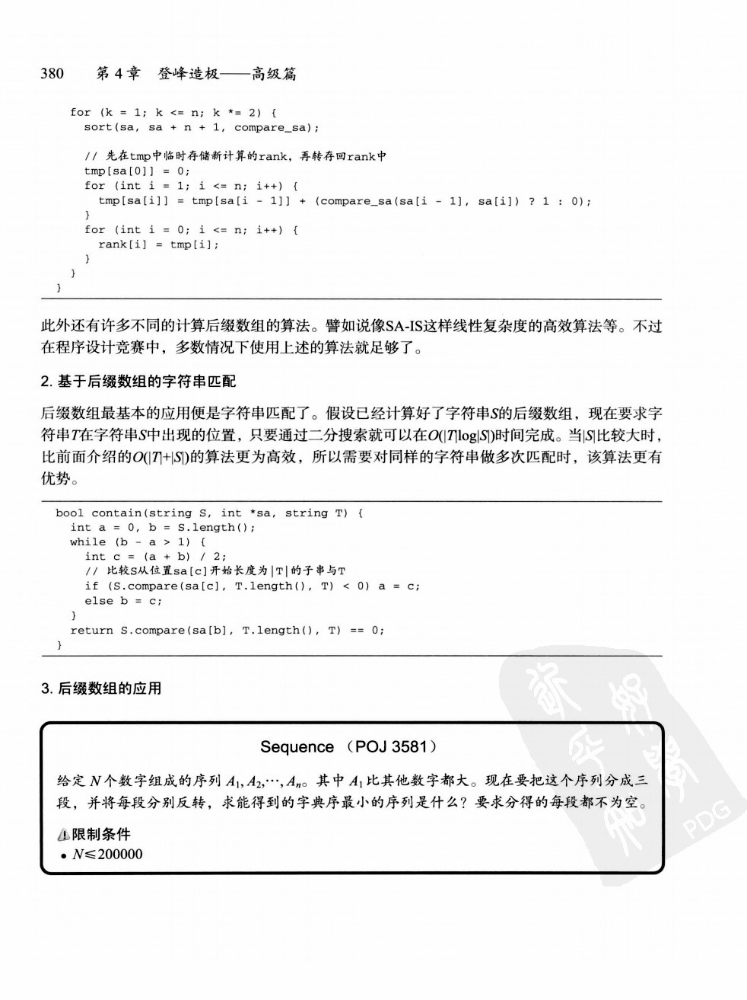 380 第 4 章 登峰造极——高级篇
for (k = 1; k <= n; k *= 2) {
sort(sa, sa + n + 1, compare_sa);
// 先在tmp中临时存储新计算的rank，再转存回rank中
tmp[sa[0]] = 0;
for (int i = 1; i <= n; i++) {
tmp[sa[i]] = tmp[sa[i - 1]] + (compare_sa(sa[i - 1], sa[i]) ? 1 : 0);
}
for (int i = 0; i <= n; i++) {
rank[i] = tmp[i];
}
}
}
此外还有许多不同的计算后缀数组的算法。譬如说像SA-IS这样线性复杂度的高效算法等。不过
在程序设计竞赛中，多数情况下使用上述的算法就足够了。
2. 基于后缀数组的字符串匹配
后缀数组最基本的应用便是字符串匹配了。假设已经计算好了字符串S的后缀数组，现在要求字
符串T在字符串S中出现的位置，只要通过二分搜索就可以在O(|T|log|S|)时间完成。当|S|比较大时，
比前面介绍的O(|T|+|S|)的算法更为高效，所以需要对同样的字符串做多次匹配时，该算法更有
优势。
bool contain(string S, int *sa, string T) {
int a = 0, b = S.length();
while (b - a > 1) {
int c = (a + b) / 2;
// 比较S从位置sa[c]开始长度为|T|的子串与T
if (S.compare(sa[c], T.length(), T) < 0) a = c;
else b = c;
}
return S.compare(sa[b], T.length(), T) == 0;
}
3. 后缀数组的应用
Sequence （POJ 3581）
给定 N 个数字组成的序列 A₁, A₂,⋯, Aₙ。其中 A₁ 比其他数字都大。现在要把这个序列分成三
段，并将每段分别反转，求能得到的字典序最小的序列是什么？要求分得的每段都不为空。
限制条件
• N≤200000
PDG